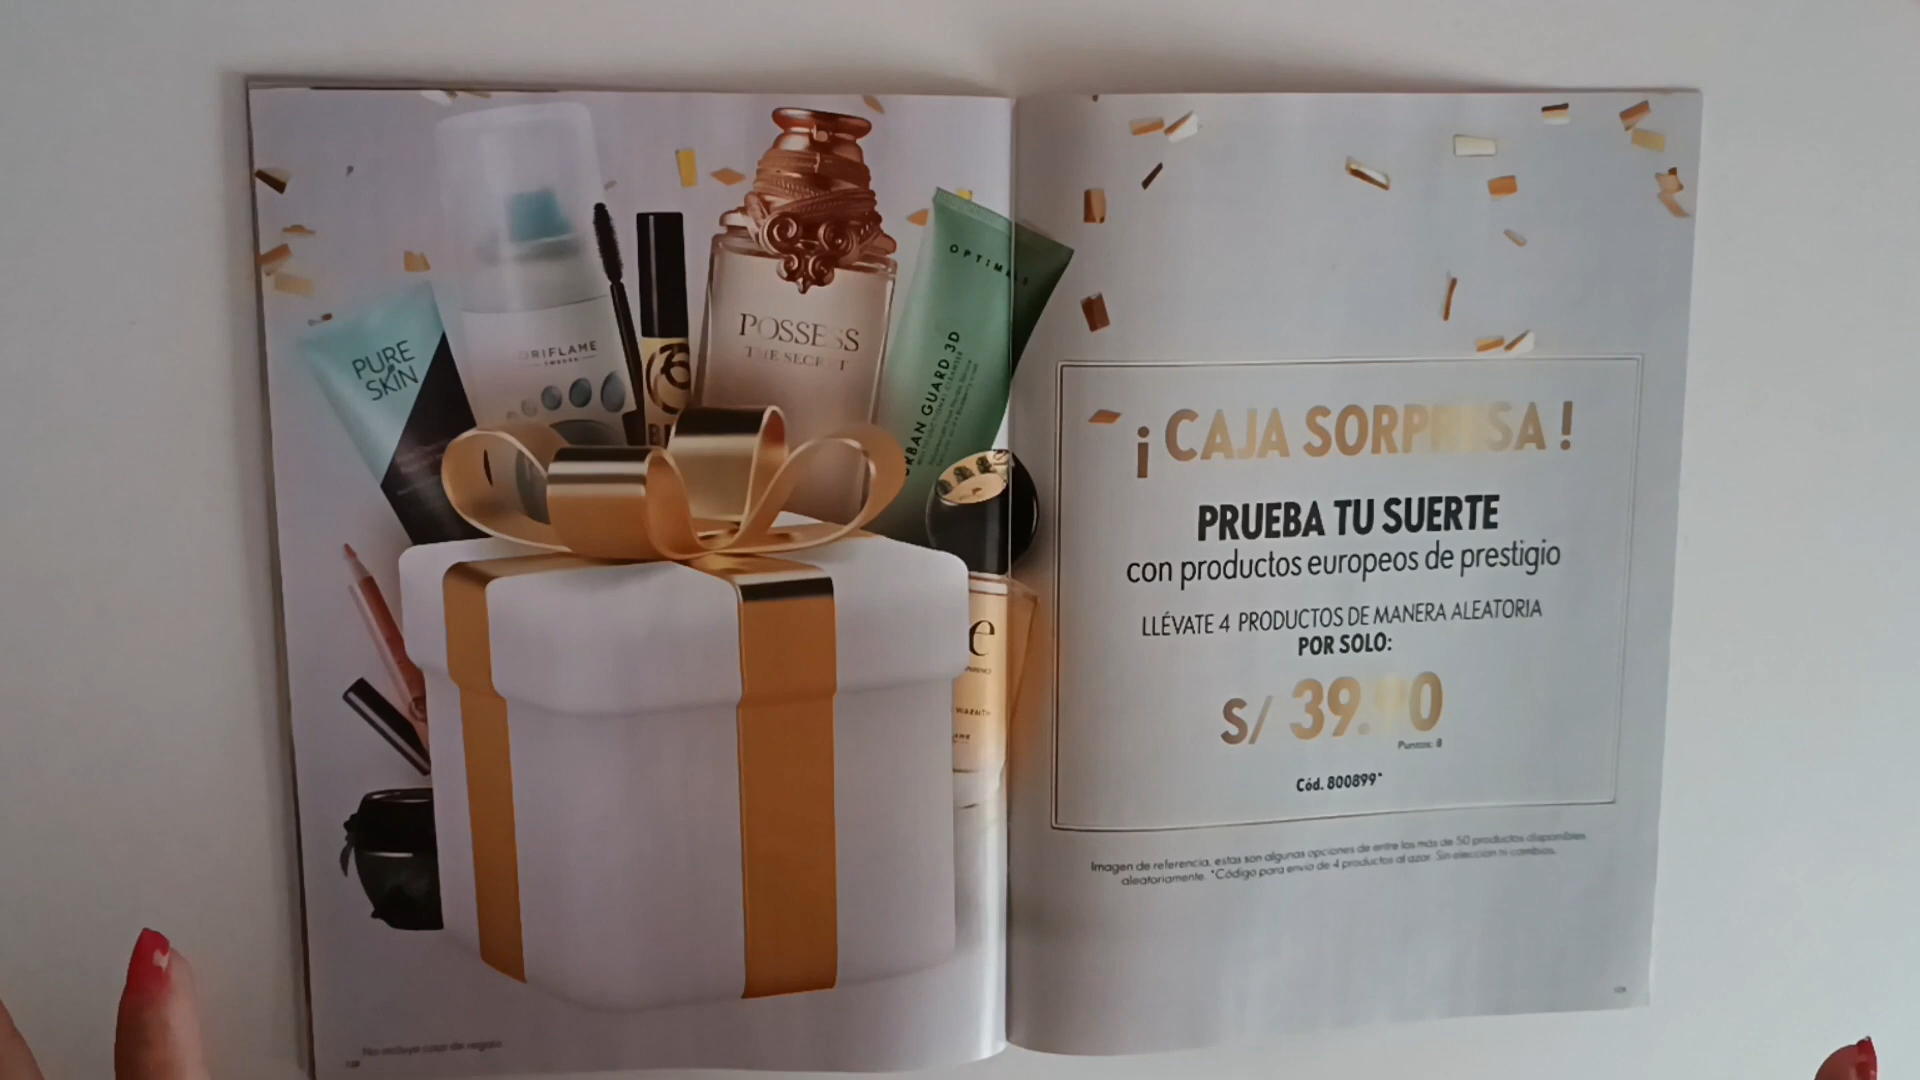 PURE
SKIN
ORIFLAME
SWEDEN
POSSESS
THE SECRET
OPTIMALS
URBAN GUARD 3D
e
No incluye caja de regalo
128
¡ CAJA SORPRESA !
PRUEBA TU SUERTE
con productos europeos de prestigio
LLÉVATE 4 PRODUCTOS DE MANERA ALEATORIA
POR SOLO:
S/ 39.90
Puntos: 8
Cód. 800899*
Imagen de referencia, estas son algunas opciones de entre los más de 50 productos disponibles
aleatoriamente. *Código para envío de 4 productos al azar. Sin elección ni cambios.